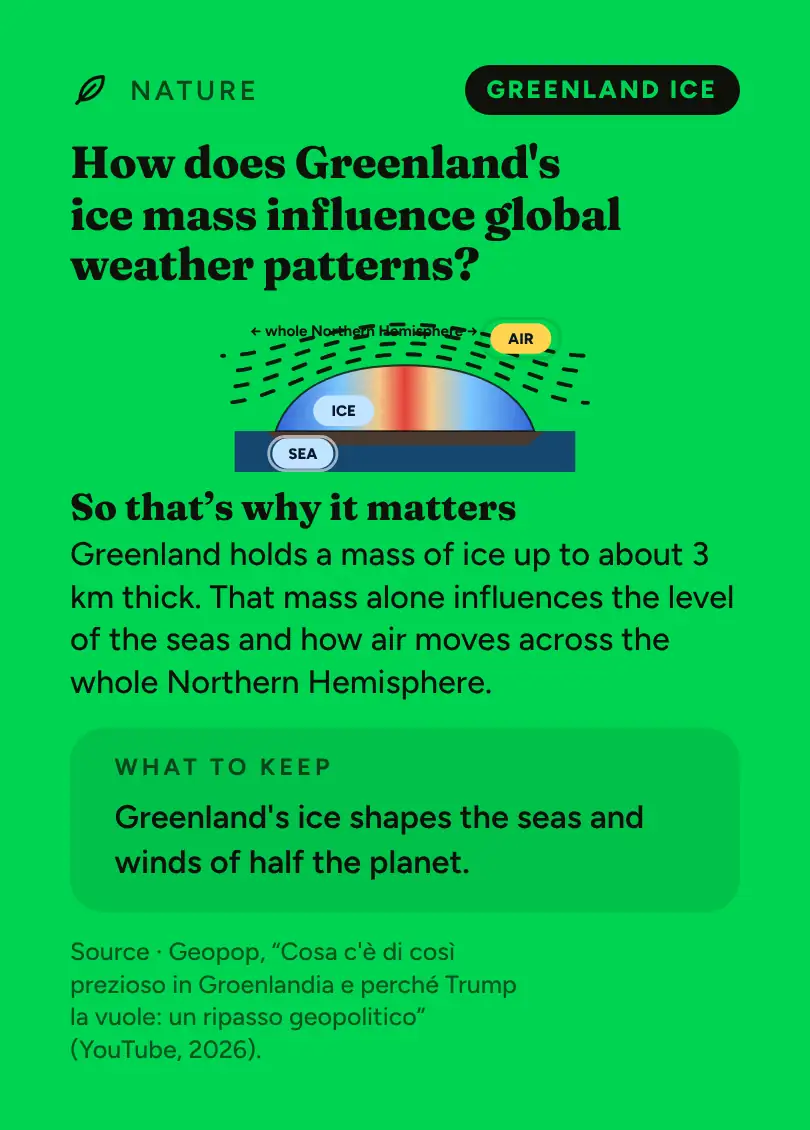 NATURE
GREENLAND ICE
How does Greenland's
ice mass influence global
weather patterns?
← whole Northern Hemisphere →
AIR
ICE
SEA
So that’s why it matters
Greenland holds a mass of ice up to about 3
km thick. That mass alone influences the level
of the seas and how air moves across the
whole Northern Hemisphere.
WHAT TO KEEP
Greenland's ice shapes the seas and
winds of half the planet.
Source · Geopop, “Cosa c'è di così
prezioso in Groenlandia e perché Trump
la vuole: un ripasso geopolitico”
(YouTube, 2026).